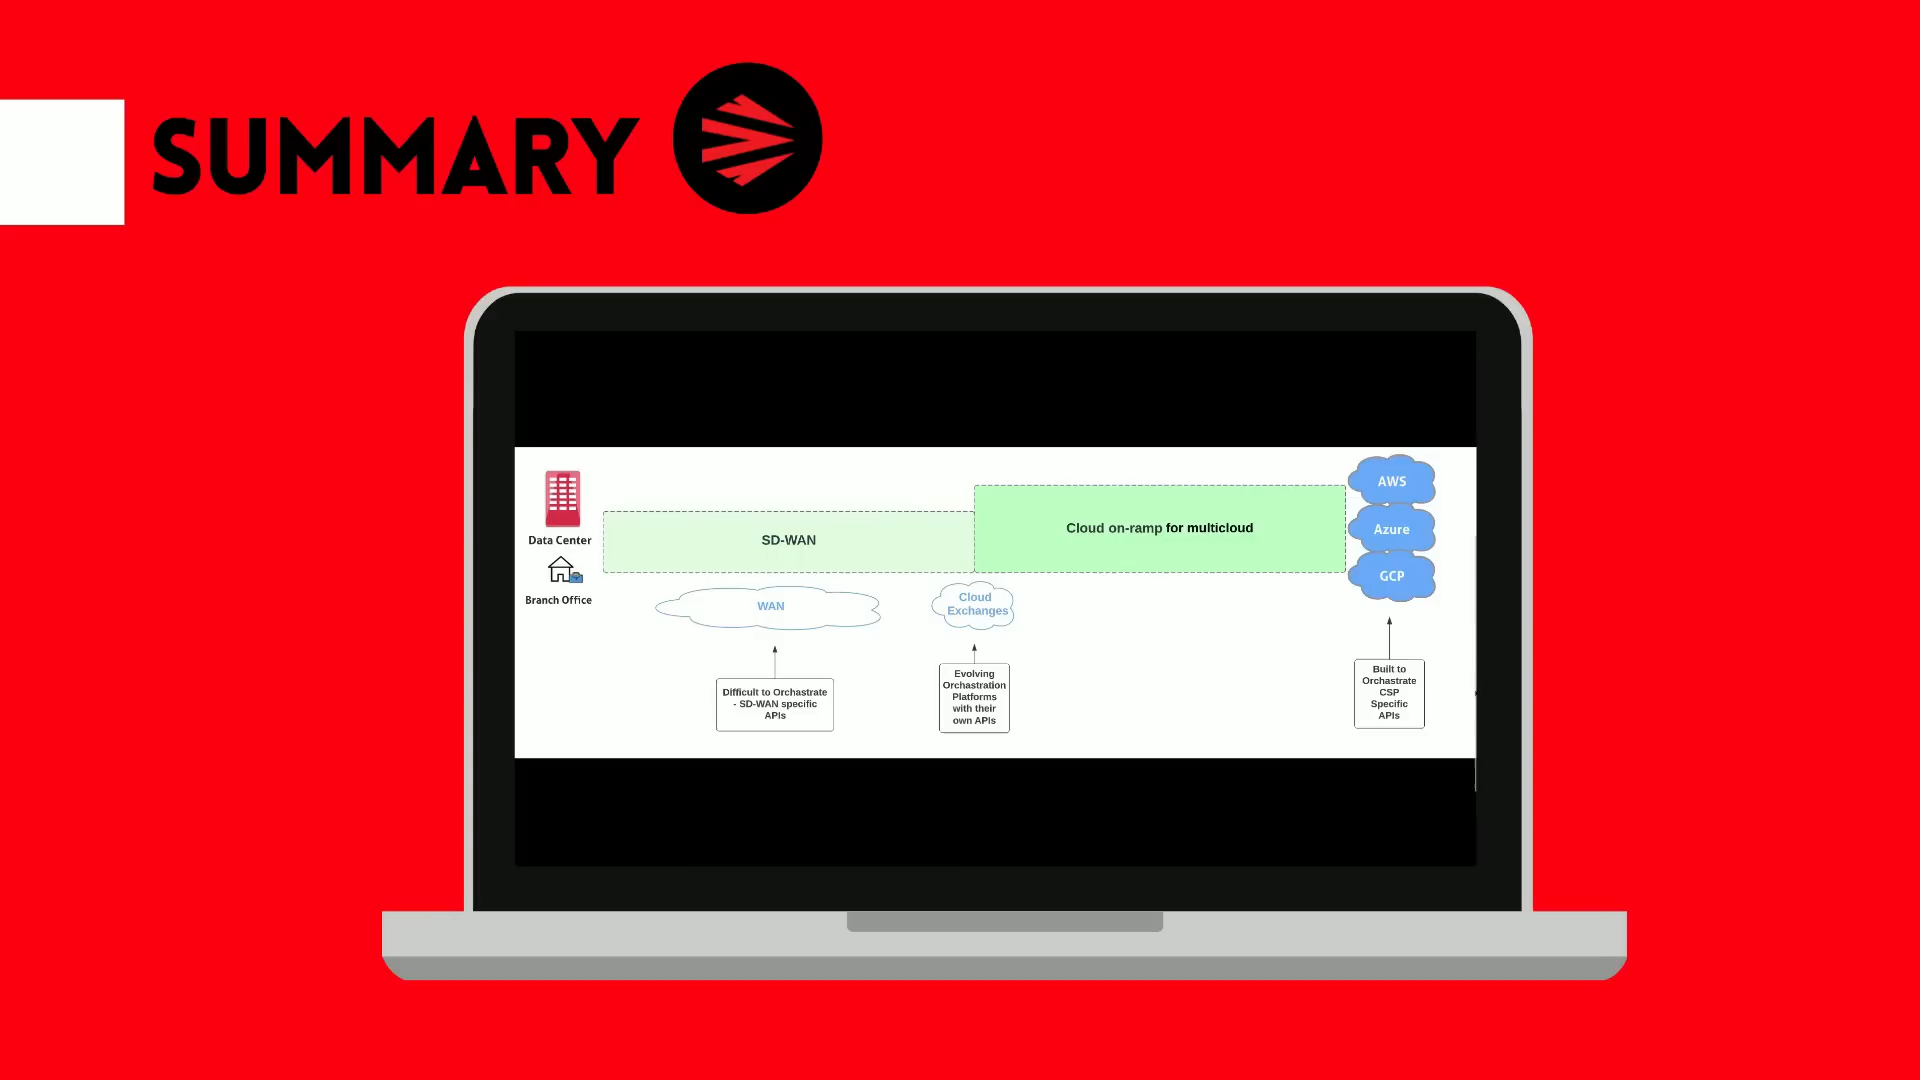 SUMMARY
Data Center
Branch Office
SD-WAN
Cloud on-ramp for multicloud
AWS
Azure
GCP
WAN
Cloud
Exchanges
Difficult to Orchastrate
- SD-WAN specific
APIs
Evolving
Orchastration
Platforms
with their
own APIs
Built to
Orchastrate
CSP
Specific
APIs